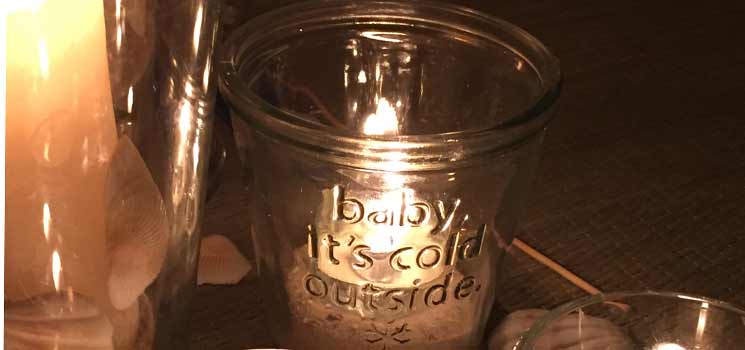 baby,
it's cold
outside.